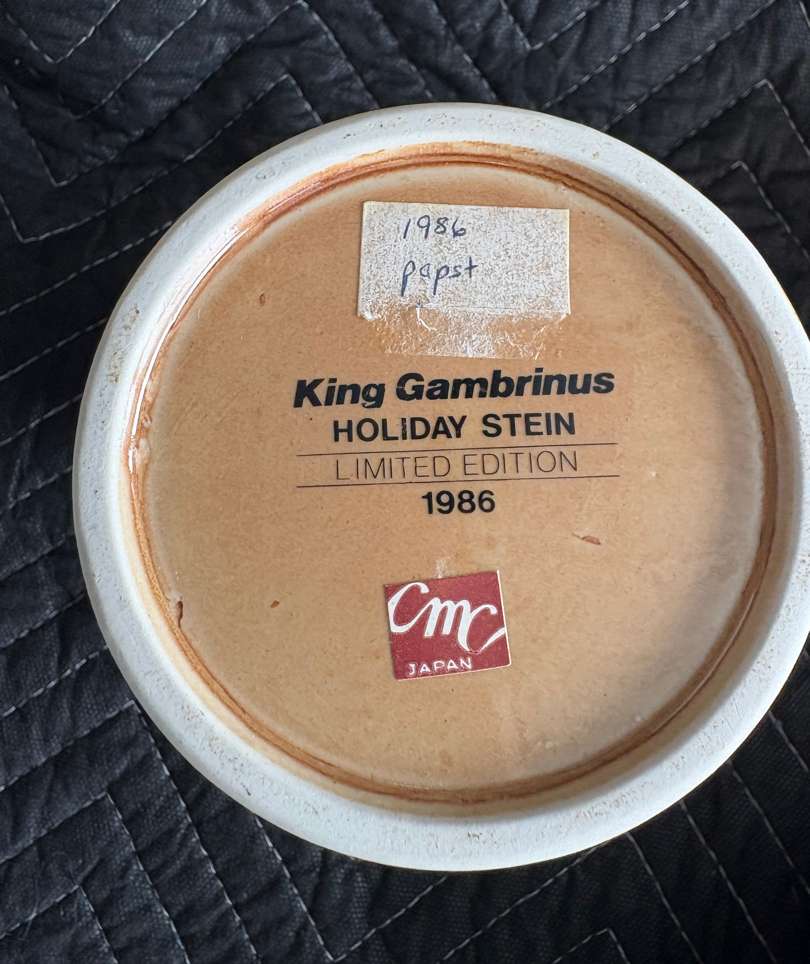 1986
papst
King Gambrinus
HOLIDAY STEIN
LIMITED EDITION
1986
CMC
JAPAN